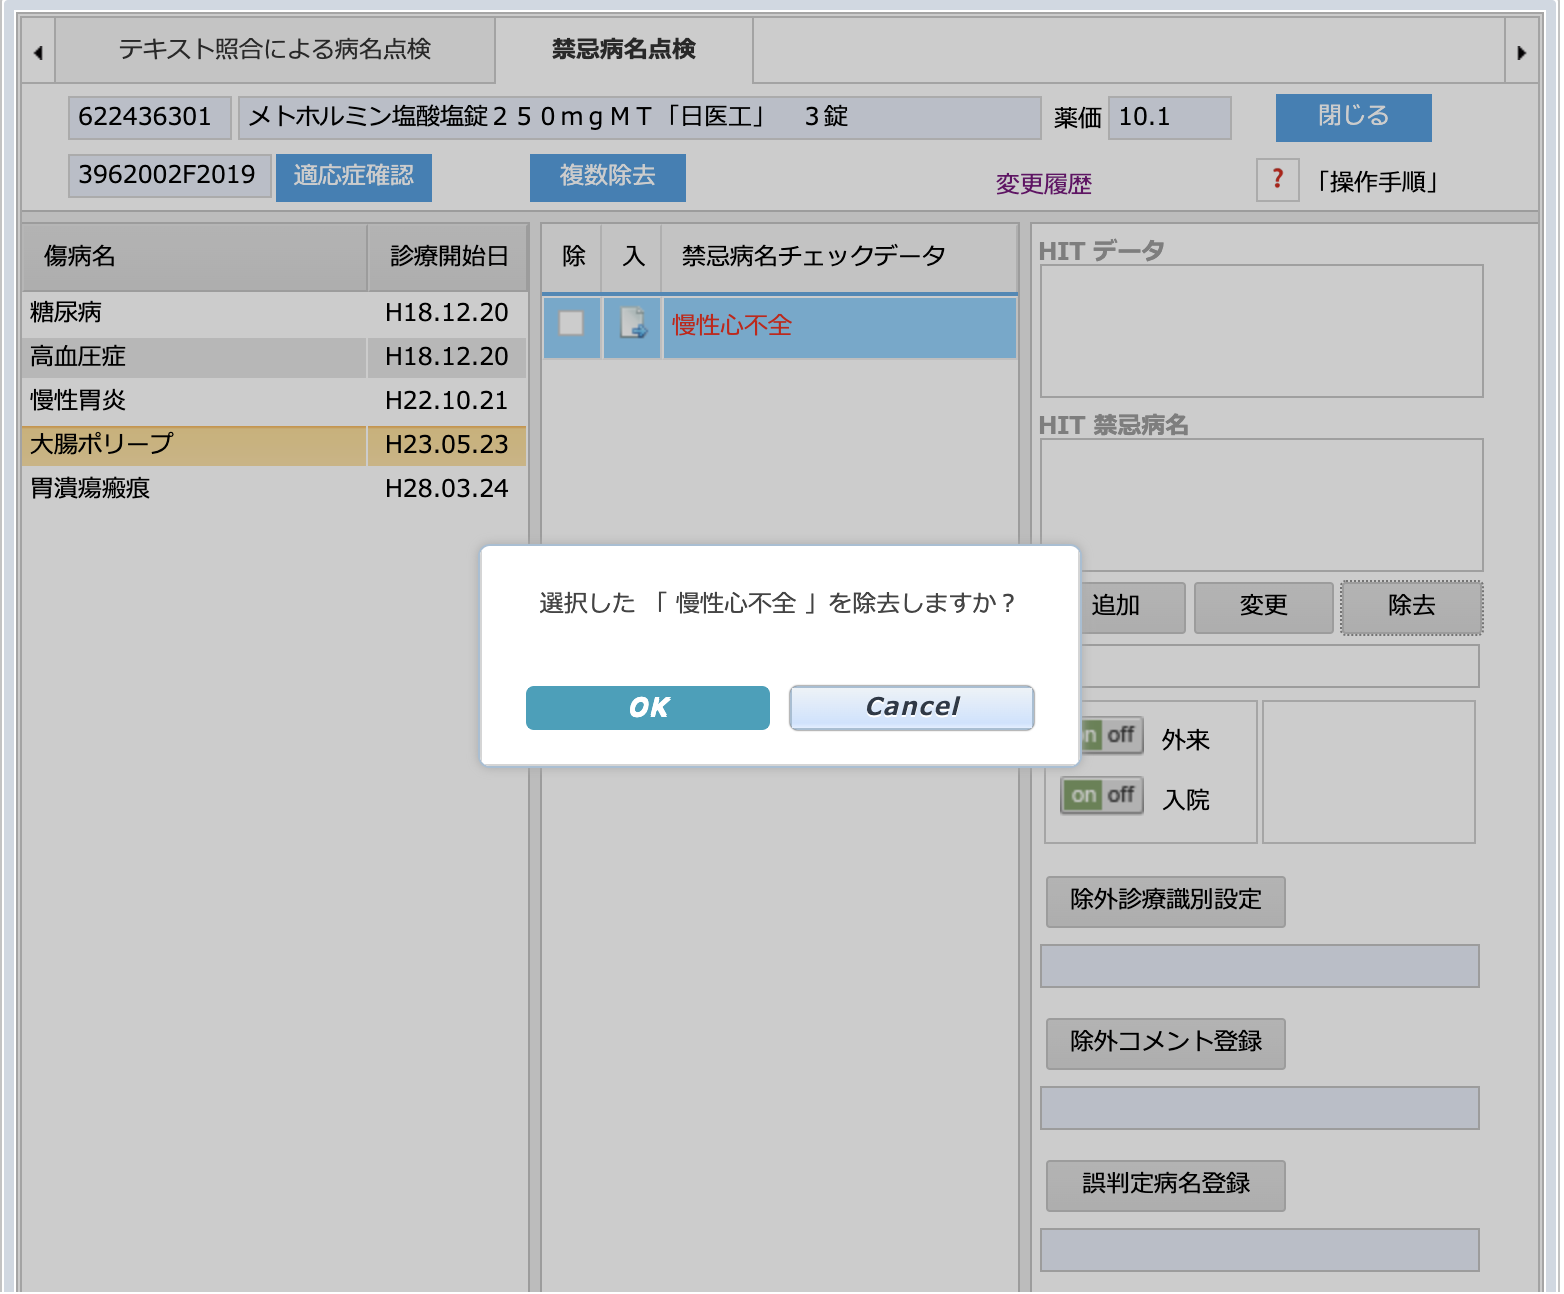 テキスト照合による病名点検 禁忌病名点検
622436301 メトホルミン塩酸塩錠２５０ｍｇＭＴ「日医工」　３錠 薬価 10.1 閉じる
3962002F2019 適応症確認 複数除去 変更履歴 ? 「操作手順」
傷病名 診療開始日
糖尿病 H18.12.20
高血圧症 H18.12.20
慢性胃炎 H22.10.21
大腸ポリープ H23.05.23
胃潰瘍瘢痕 H28.03.24
除 入 禁忌病名チェックデータ
慢性心不全
HIT データ
HIT 禁忌病名
追加 変更 除去
選択した 「 慢性心不全 」を除去しますか？
OK Cancel
on off 外来
on off 入院
除外診療識別設定
除外コメント登録
誤判定病名登録